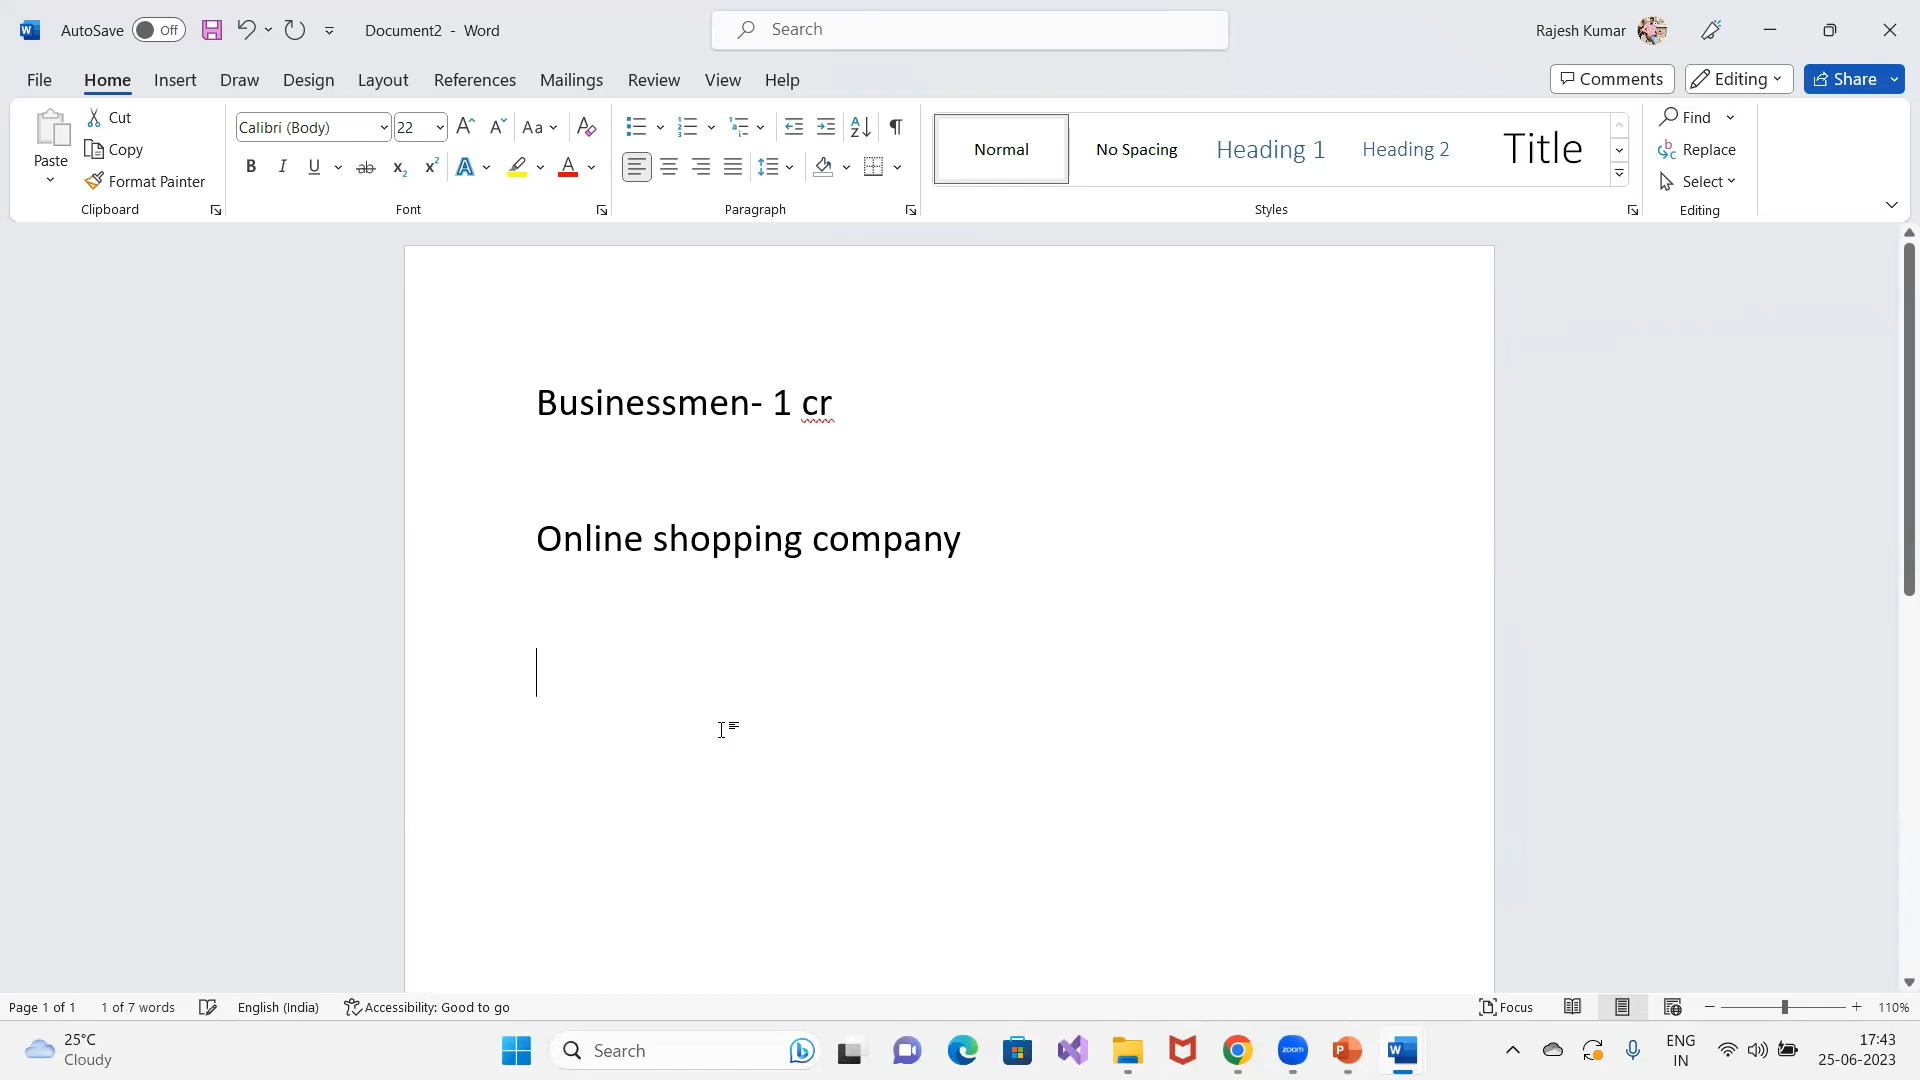 AutoSave Off Document2 - Word Search Rajesh Kumar
File Home Insert Draw Design Layout References Mailings Review View Help Comments Editing Share
Paste Cut Copy Format Painter
Calibri (Body) 22 Aa
Normal No Spacing Heading 1 Heading 2 Title
Find Replace Select
Clipboard Font Paragraph Styles Editing
Businessmen- 1 cr
Online shopping company
Page 1 of 1 1 of 7 words English (India) Accessibility: Good to go Focus 110%
25°C
Cloudy
Search
zoom
ENG
IN
17:43
25-06-2023